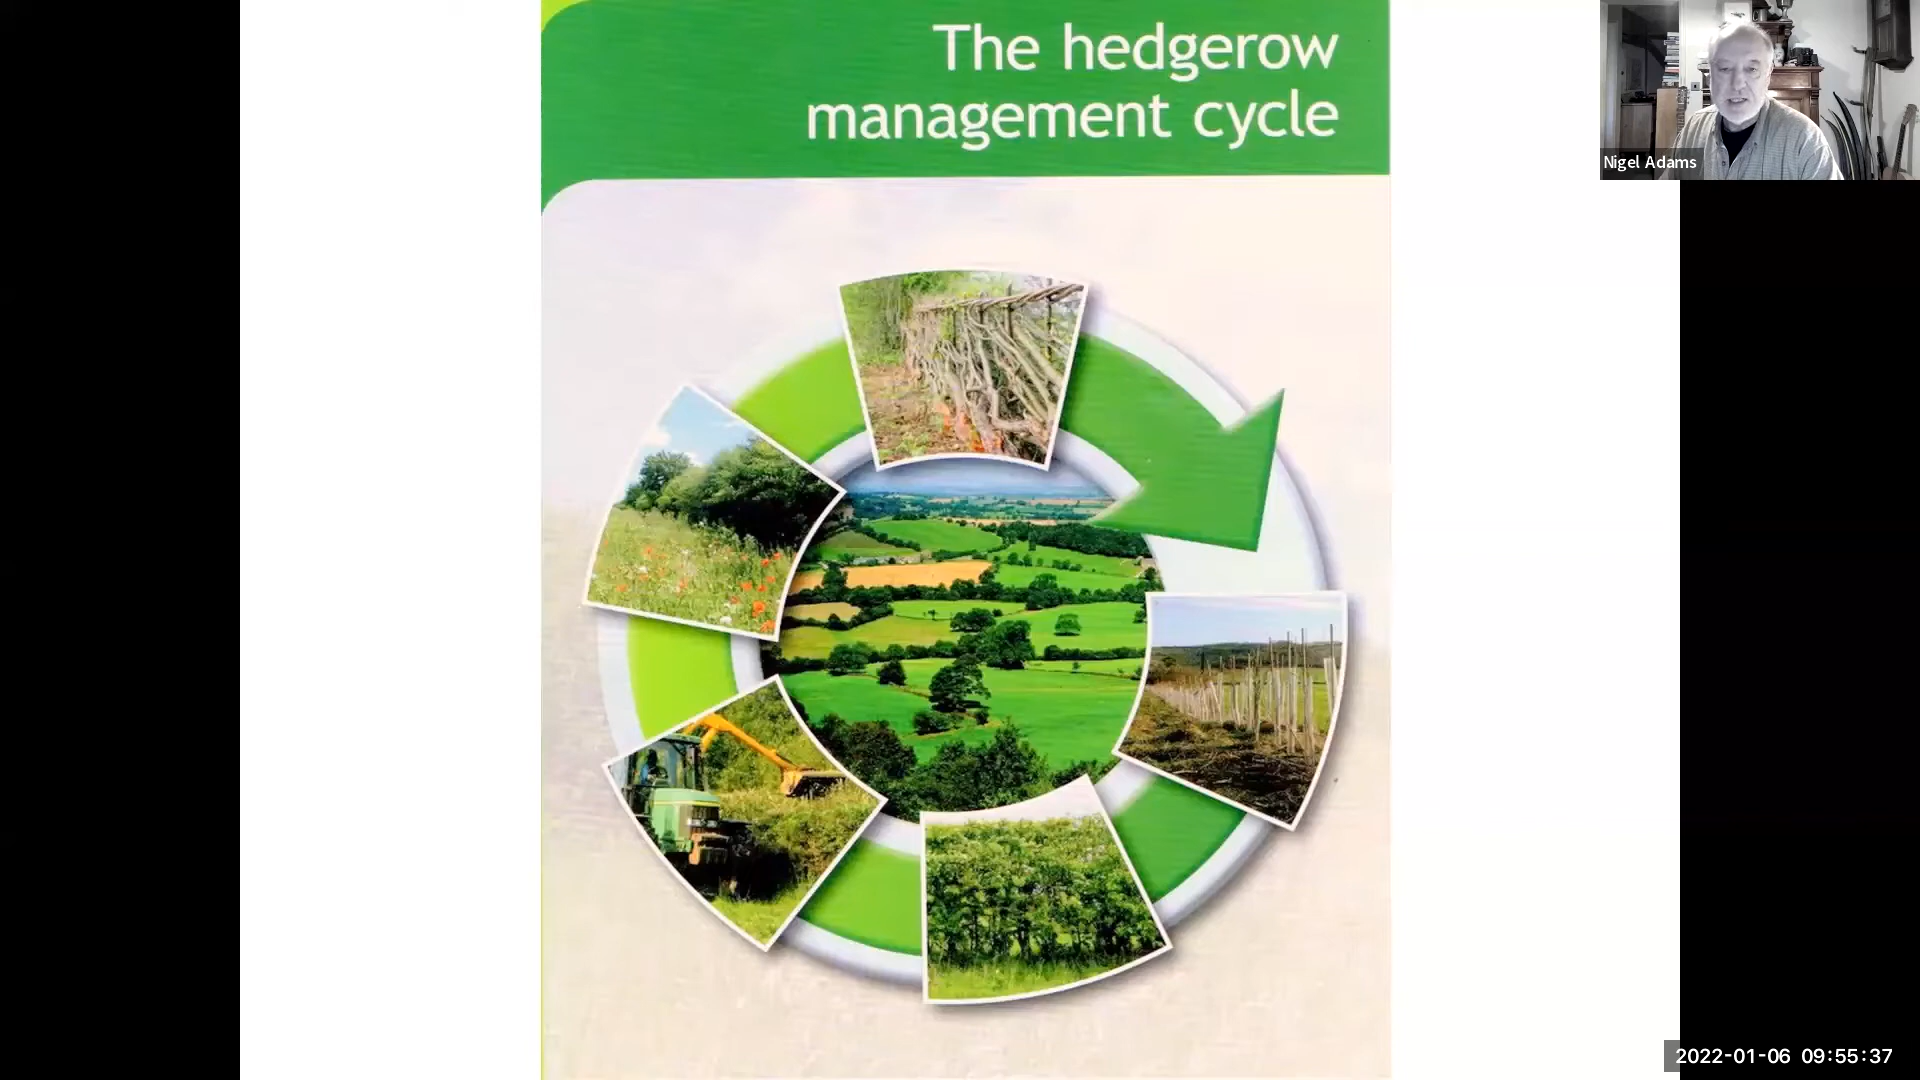 The hedgerow
management cycle
Nigel Adams
2022-01-06 09:55:37